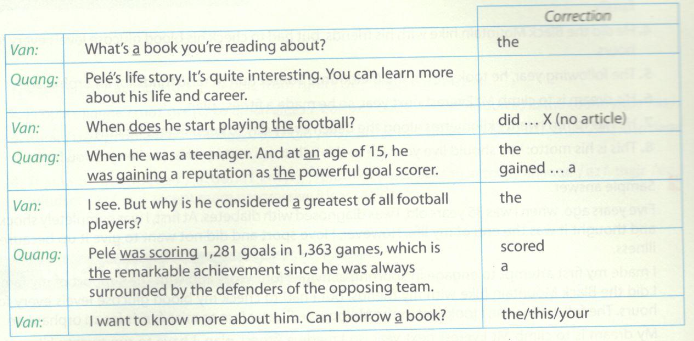 Correction
Van: What's a book you're reading about? the
Quang: Pelé's life story. It's quite interesting. You can learn more
about his life and career.
Van: When does he start playing the football? did ... X (no article)
Quang: When he was a teenager. And at an age of 15, he the
was gaining a reputation as the powerful goal scorer. gained ... a
Van: I see. But why is he considered a greatest of all football the
players?
Quang: Pelé was scoring 1,281 goals in 1,363 games, which is scored
the remarkable achievement since he was always a
surrounded by the defenders of the opposing team.
Van: I want to know more about him. Can I borrow a book? the/this/your